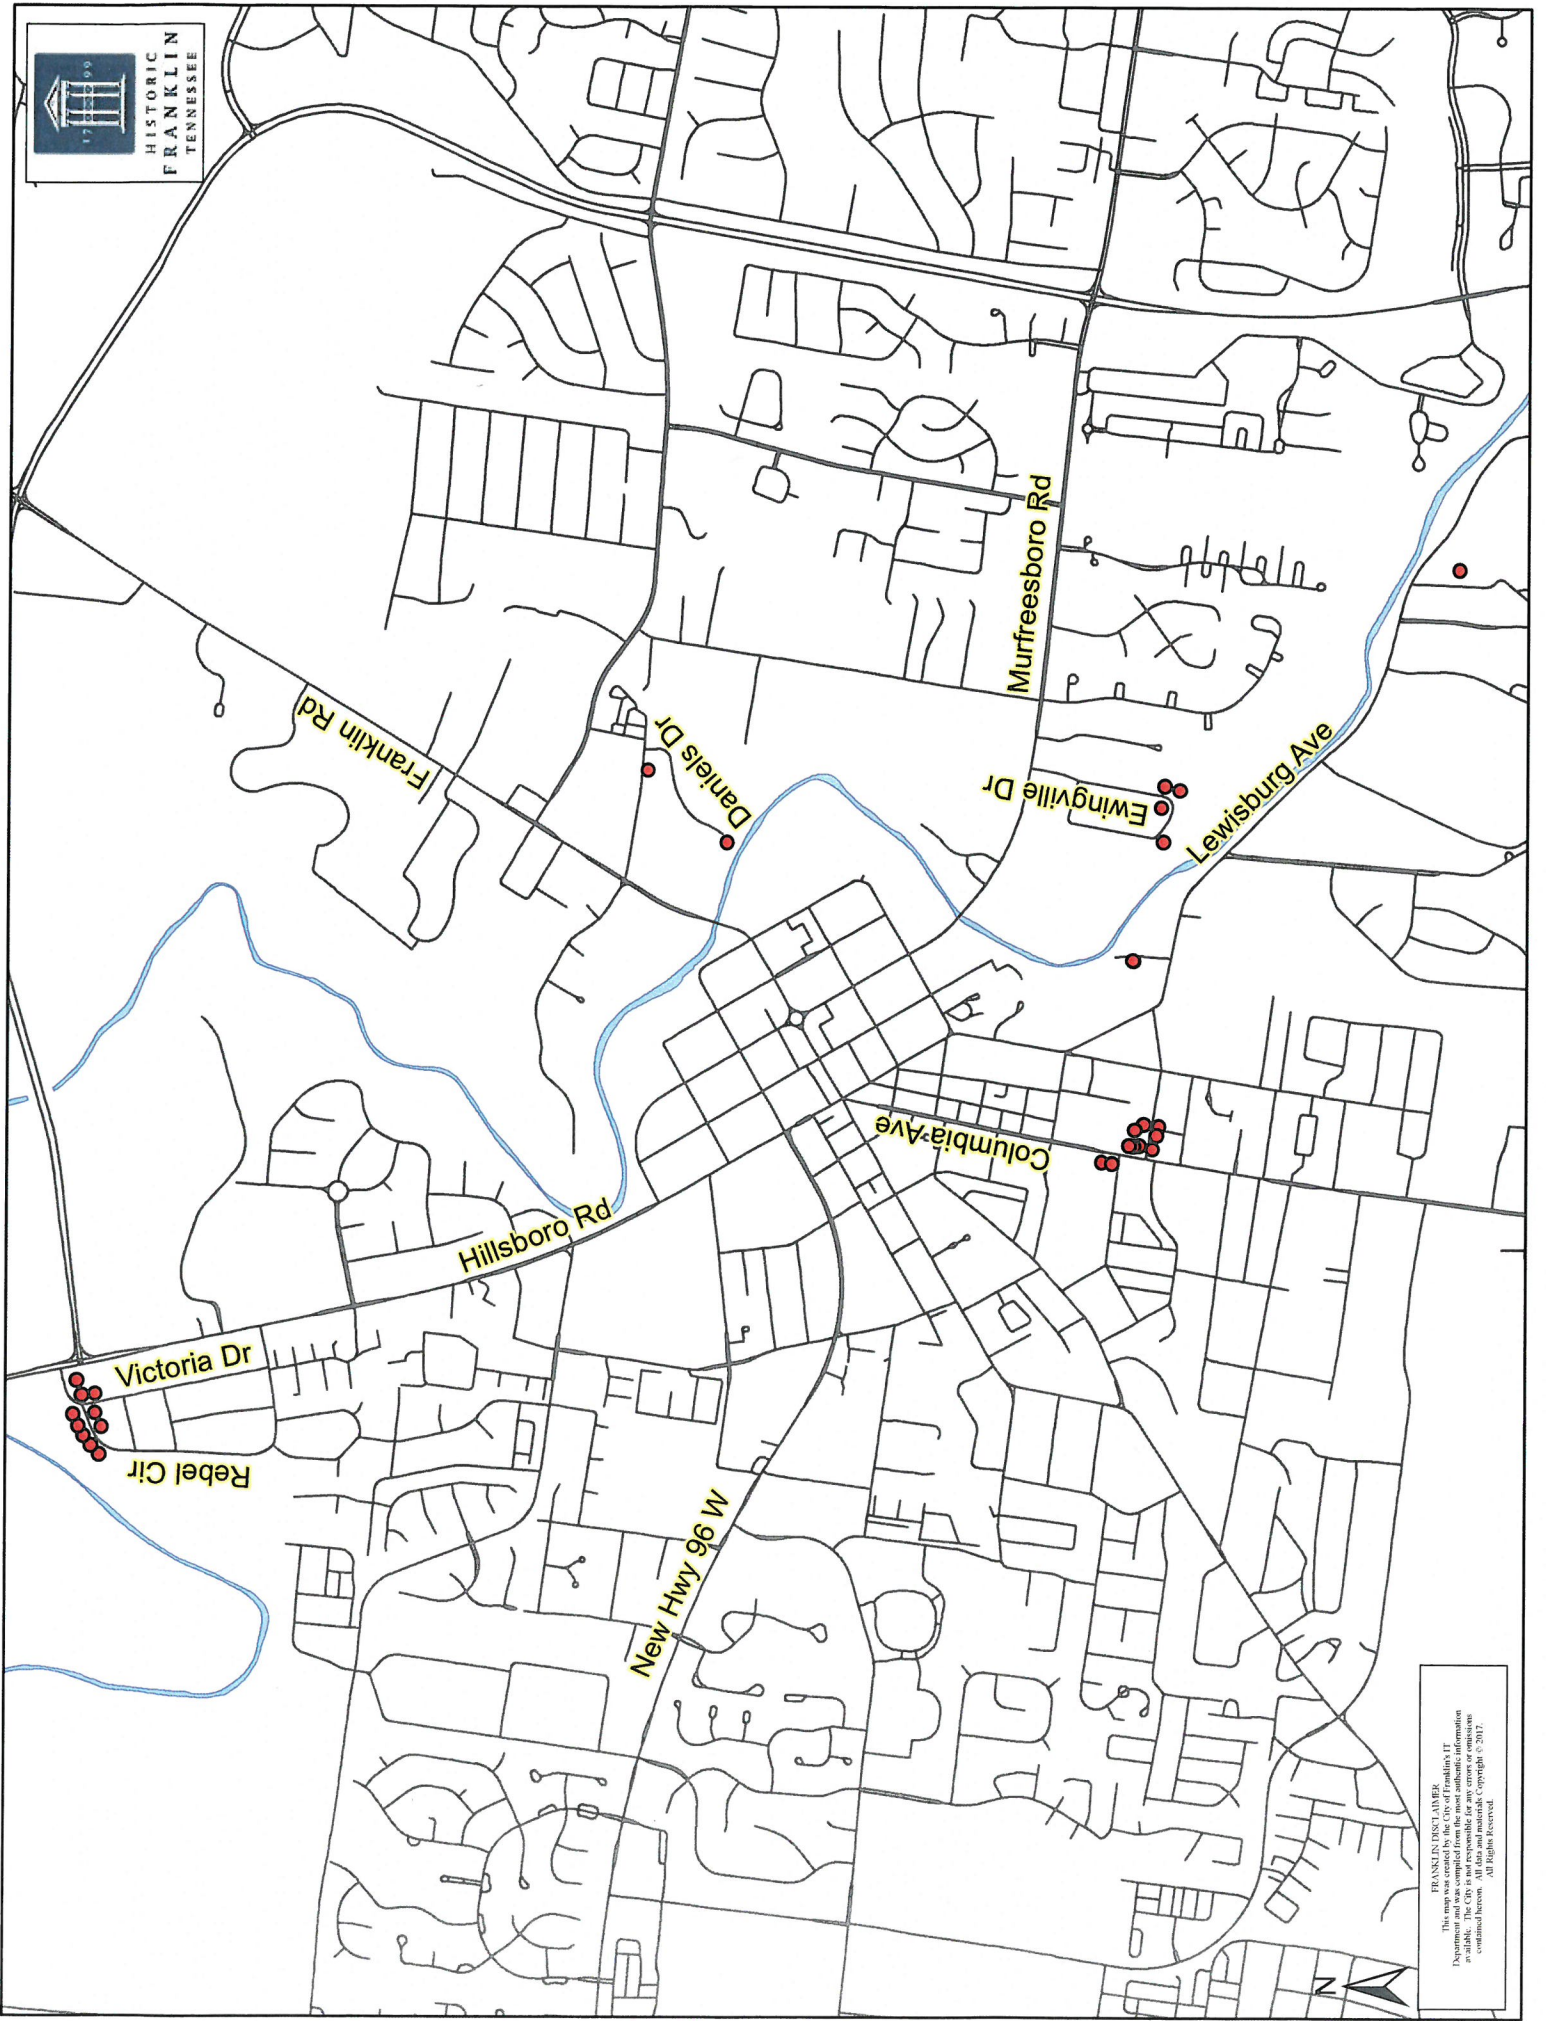 1799
HISTORIC
FRANKLIN
TENNESSEE
Murfreesboro Rd
Franklin Rd
Daniels Dr
Ewingville Dr
Lewisburg Ave
Columbia Ave
Hillsboro Rd
Victoria Dr
Rebel Cir
New Hwy 96 W
FRANKLIN DISCLAIMER
This map was created by the City of Franklin's IT
Department and was compiled from the most authentic information
available. The City is not responsible for any errors or omissions
contained hereon. All data and materials Copyright © 2017.
All Rights Reserved.
N